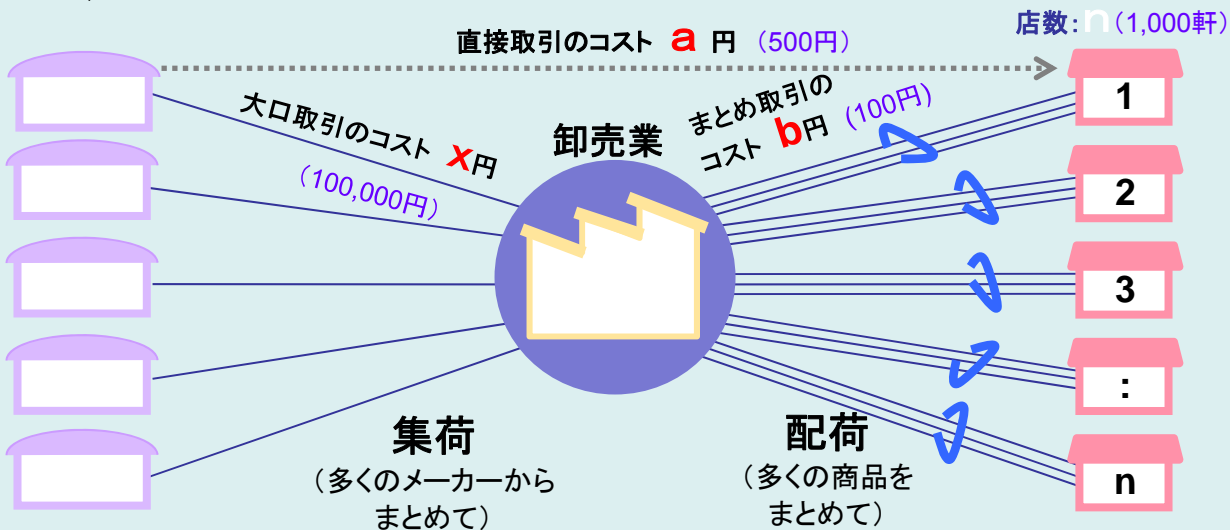 店数:n(1,000軒)
直接取引のコスト a 円 (500円)
大口取引のコスト x円
(100,000円)
卸売業
まとめ取引の
コスト b円 (100円)
1
2
3
:
n
集荷
(多くのメーカーから
まとめて)
配荷
(多くの商品を
まとめて)